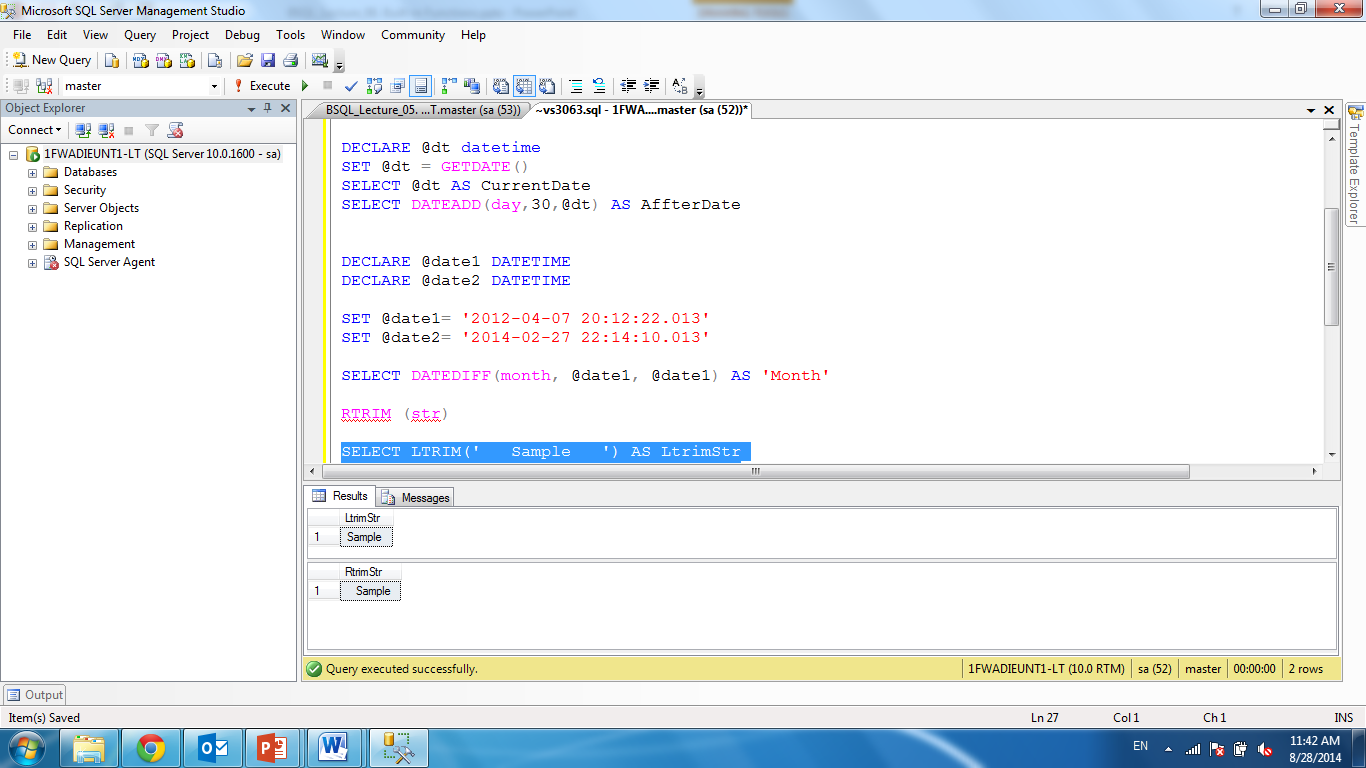 Microsoft SQL Server Management Studio
File Edit View Query Project Debug Tools Window Community Help
New Query
master Execute
Object Explorer
Connect
1FWADIEUNT1-LT (SQL Server 10.0.1600 - sa)
Databases
Security
Server Objects
Replication
Management
SQL Server Agent
BSQL_Lecture_05. ...T.master (sa (53)) ~vs3063.sql - 1FWA....master (sa (52))*
DECLARE @dt datetime
SET @dt = GETDATE()
SELECT @dt AS CurrentDate
SELECT DATEADD(day,30,@dt) AS AffterDate
DECLARE @date1 DATETIME
DECLARE @date2 DATETIME
SET @date1= '2012-04-07 20:12:22.013'
SET @date2= '2014-02-27 22:14:10.013'
SELECT DATEDIFF(month, @date1, @date1) AS 'Month'
RTRIM (str)
SELECT LTRIM('   Sample   ') AS LtrimStr
Template Explorer
Results Messages
LtrimStr
1 Sample
RtrimStr
1    Sample
Query executed successfully. 1FWADIEUNT1-LT (10.0 RTM) sa (52) master 00:00:00 2 rows
Output
Item(s) Saved Ln 27 Col 1 Ch 1 INS
EN 11:42 AM
8/28/2014